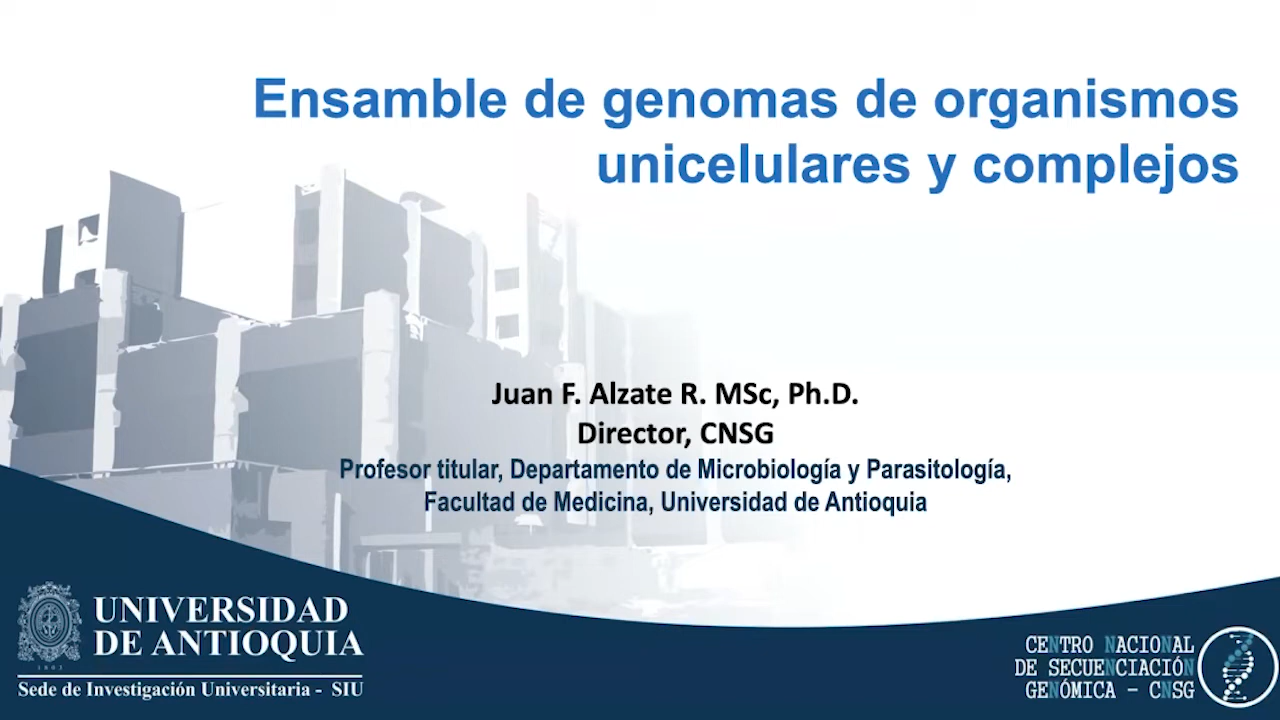 Ensamble de genomas de organismos
unicelulares y complejos
Juan F. Alzate R. MSc, Ph.D.
Director, CNSG
Profesor titular, Departamento de Microbiología y Parasitología,
Facultad de Medicina, Universidad de Antioquia
UNIVERSIDAD
DE ANTIOQUIA
1803
Sede de Investigación Universitaria - SIU
CENTRO NACIONAL
DE SECUENCIACIÓN
GENÓMICA - CNSG